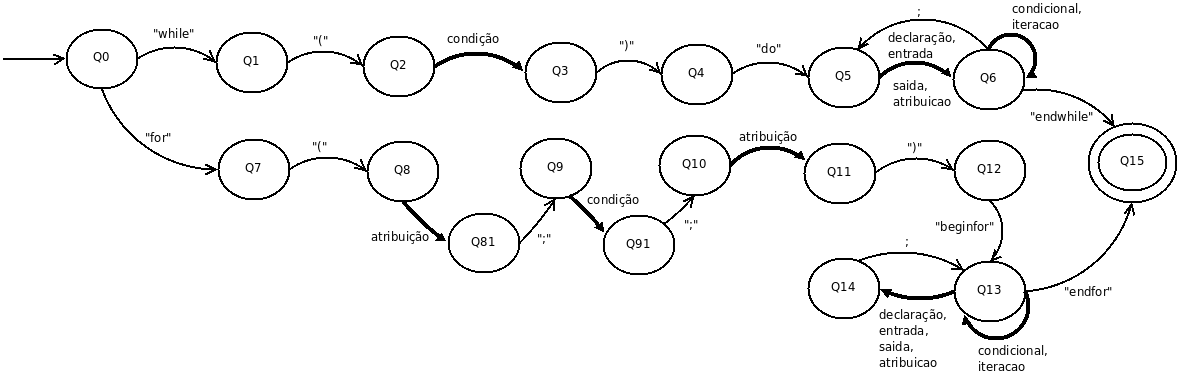 Q0
"while"
Q1
"("
Q2
condição
Q3
")"
Q4
"do"
Q5
;
declaração,
entrada
saida,
atribuicao
Q6
condicional,
iteracao
"endwhile"
Q15
"for"
Q7
"("
Q8
atribuição
Q81
";"
Q9
condição
Q91
";"
Q10
atribuição
Q11
")"
Q12
"beginfor"
Q13
;
Q14
declaração,
entrada,
saida,
atribuicao
condicional,
iteracao
"endfor"